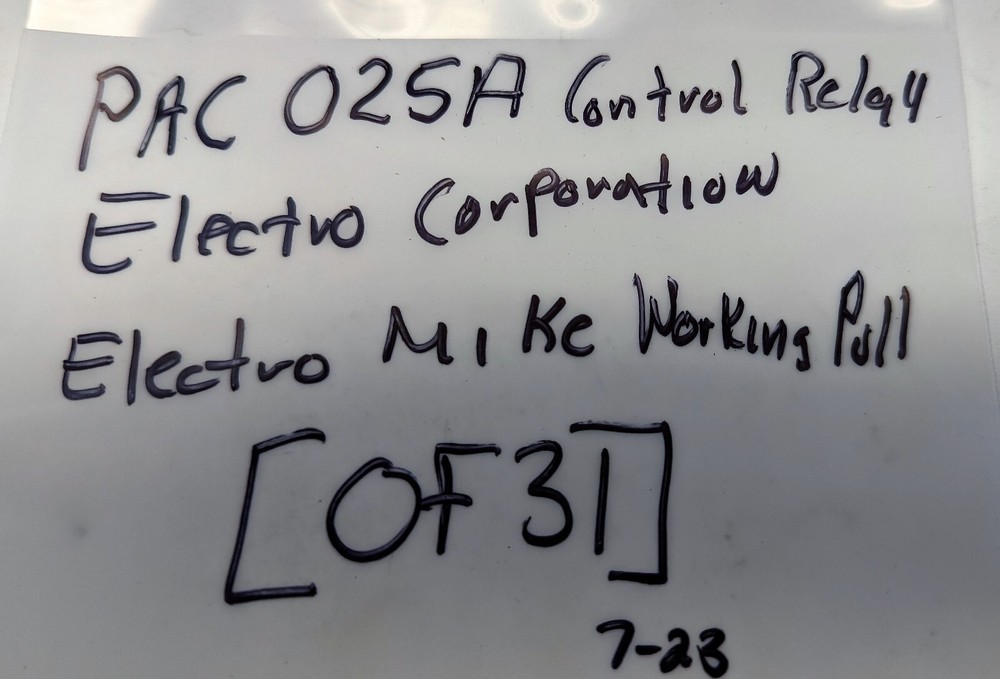 PAC 025A Control Relay
Electro Corporation
Electro Mike Working Pull
[OF31]
7-23